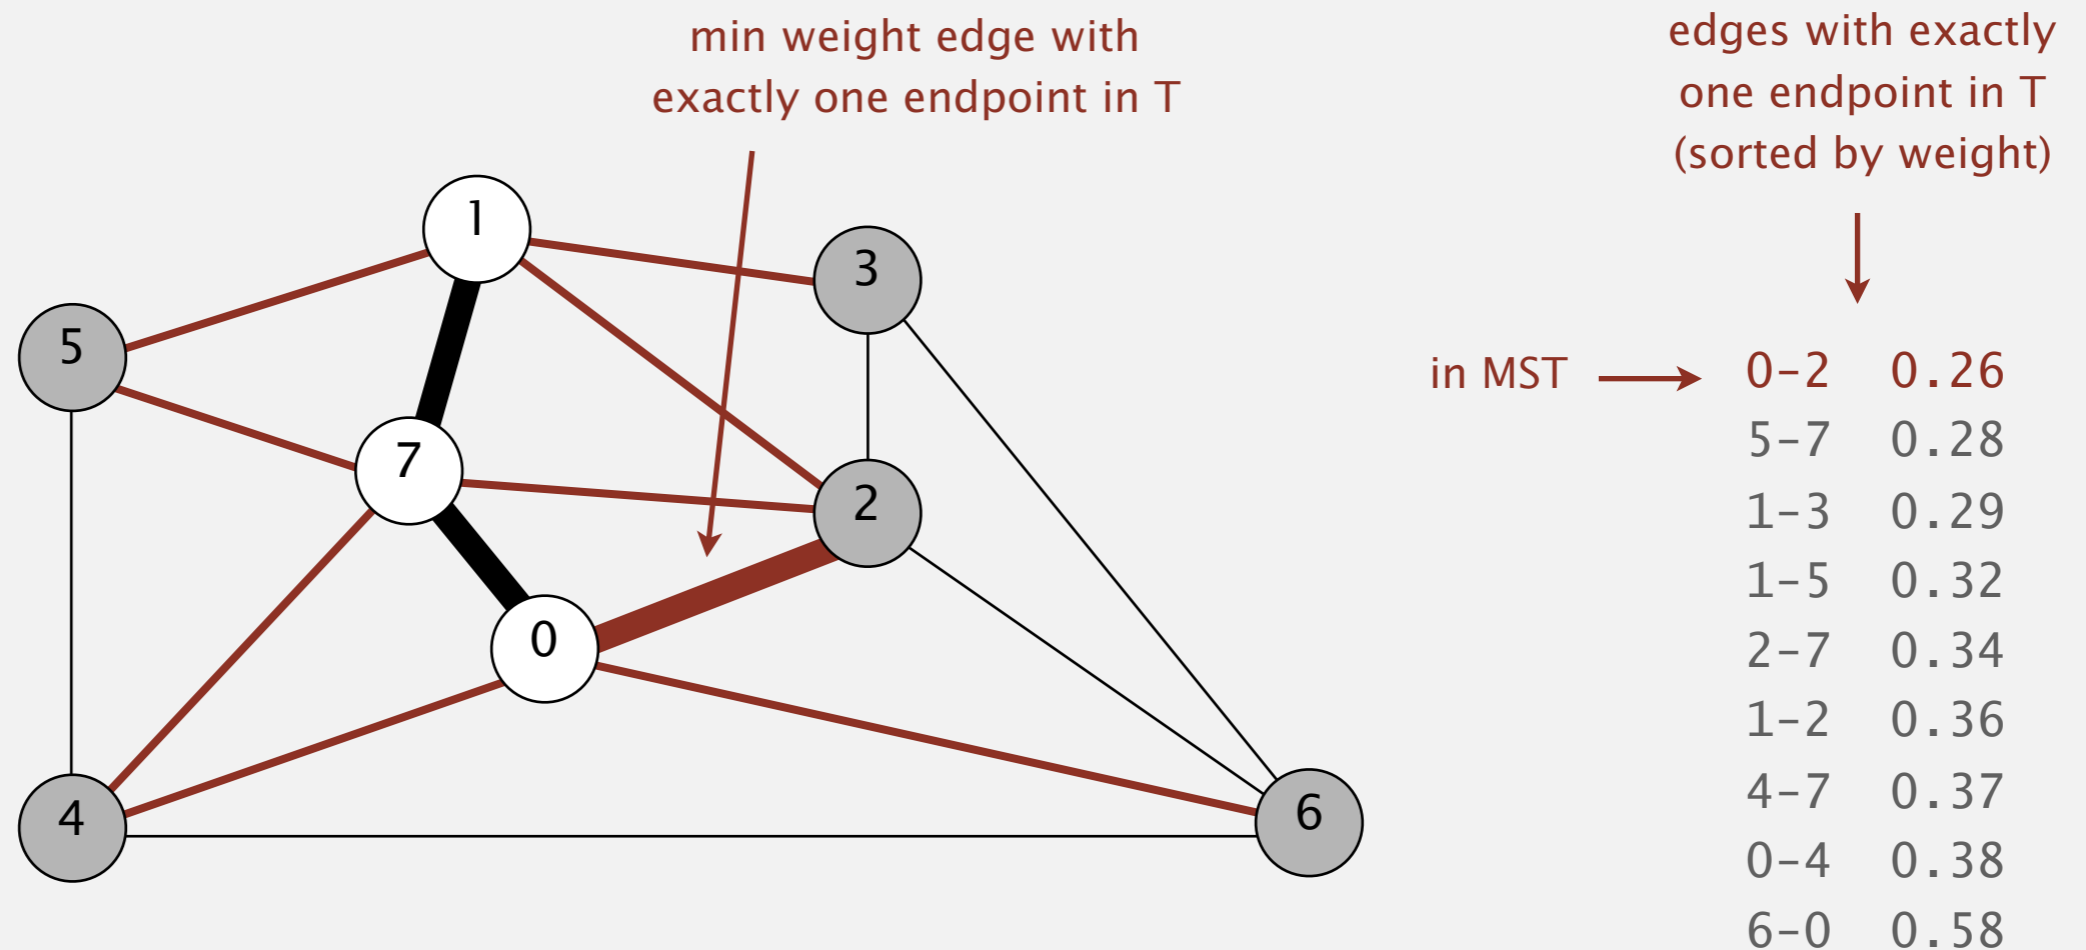 min weight edge with
exactly one endpoint in T
edges with exactly
one endpoint in T
(sorted by weight)
1
3
5
7
2
0
4
6
in MST
0-2 0.26
5-7 0.28
1-3 0.29
1-5 0.32
2-7 0.34
1-2 0.36
4-7 0.37
0-4 0.38
6-0 0.58